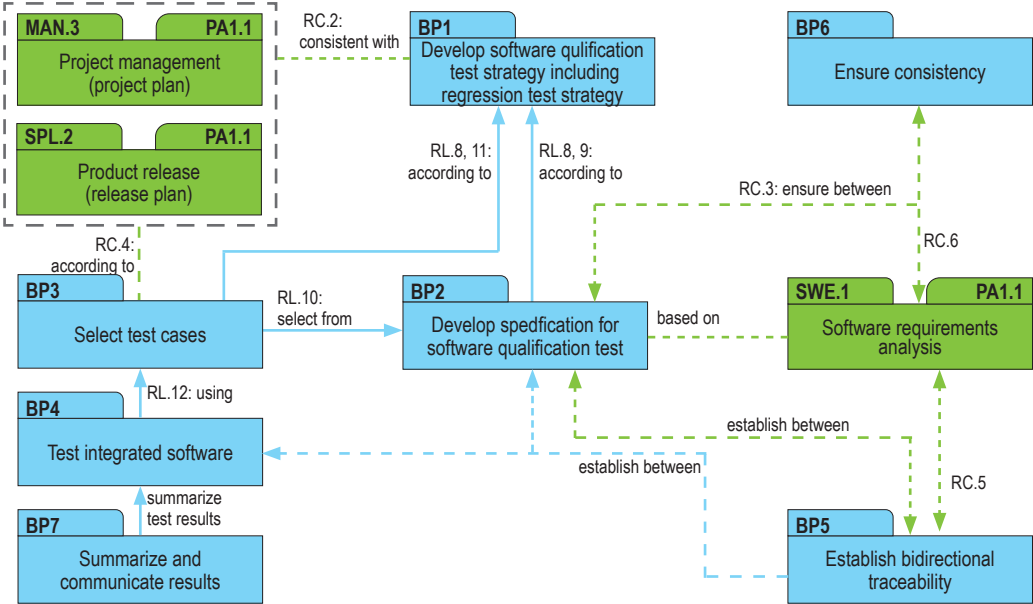 MAN.3 PA1.1
Project management
(project plan)
SPL.2 PA1.1
Product release
(release plan)
RC.2:
consistent with
BP1
Develop software qulification
test strategy including
regression test strategy
BP6
Ensure consistency
RL.8, 11:
according to
RL.8, 9:
according to
RC.3: ensure between
RC.6
RC.4:
according to
BP3
Select test cases
RL.10:
select from
BP2
Develop spedfication for
software qualification test
based on
SWE.1 PA1.1
Software requirements
analysis
RL.12: using
BP4
Test integrated software
establish between
establish between
RC.5
summarize
test results
BP7
Summarize and
communicate results
BP5
Establish bidirectional
traceability